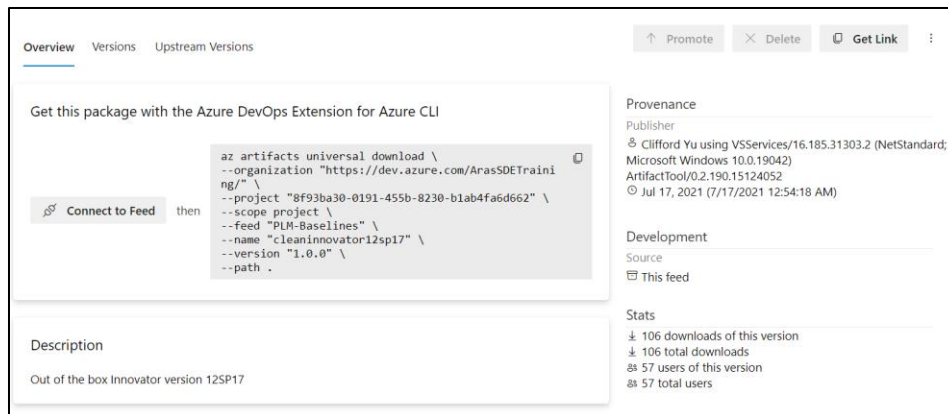 Overview Versions Upstream Versions
Promote Delete Get Link
Get this package with the Azure DevOps Extension for Azure CLI
Connect to Feed then
az artifacts universal download \
--organization "https://dev.azure.com/ArasSDETraini
ng/" \
--project "8f93ba30-0191-455b-8230-b1ab4fa6d662" \
--scope project \
--feed "PLM-Baselines" \
--name "cleaninnovator12sp17" \
--version "1.0.0" \
--path .
Description
Out of the box Innovator version 12SP17
Provenance
Publisher
Clifford Yu using VSServices/16.185.31303.2 (NetStandard;
Microsoft Windows 10.0.19042)
ArtifactTool/0.2.190.15124052
Jul 17, 2021 (7/17/2021 12:54:18 AM)
Development
Source
This feed
Stats
106 downloads of this version
106 total downloads
57 users of this version
57 total users